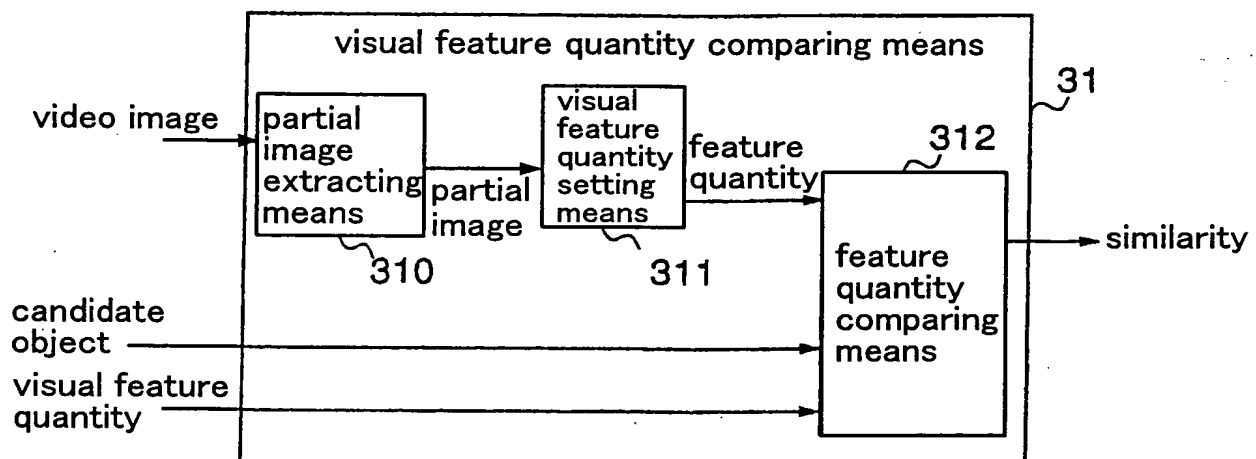 visual feature quantity comparing means
31
video image
partial
image
extracting
means
310
partial
image
visual
feature
quantity
setting
means
311
feature
quantity
312
feature
quantity
comparing
means
similarity
candidate
object
visual feature
quantity